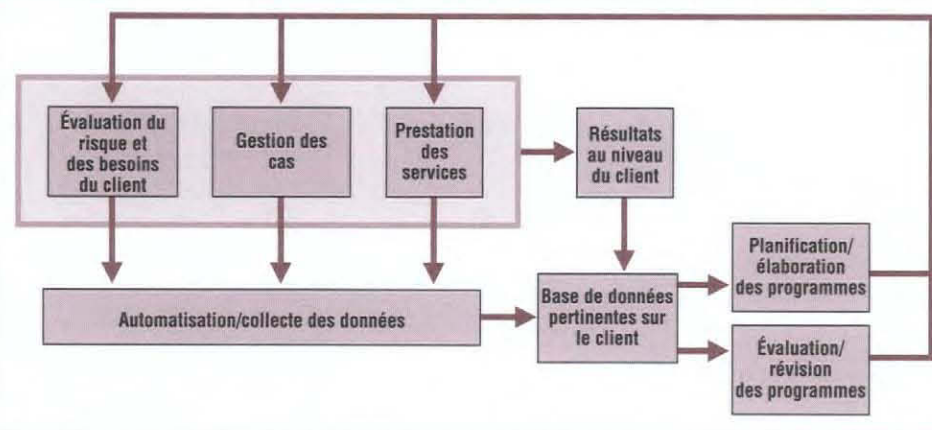 Évaluation du
risque et
des besoins
du client
Gestion des
cas
Prestation
des
services
Résultats
au niveau
du client
Automatisation/collecte des données
Base de données
pertinentes sur
le client
Planification/
élaboration
des programmes
Évaluation/
révision
des programmes